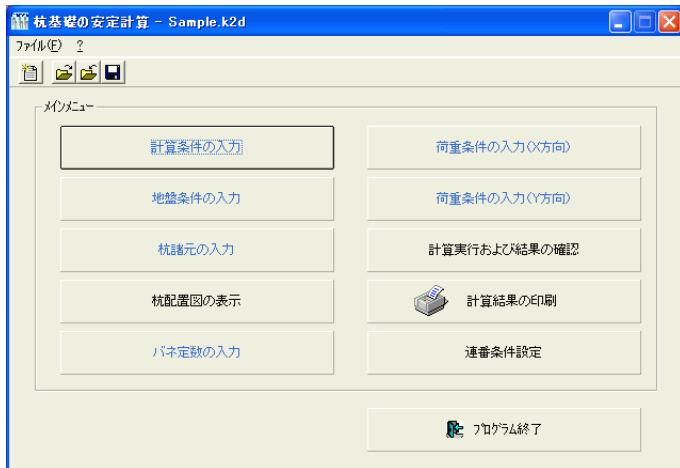 杭基礎の安定計算 - Sample.k2d
ファイル(F) ?
メインメニュー
計算条件の入力
荷重条件の入力(X方向)
地盤条件の入力
荷重条件の入力(Y方向)
杭諸元の入力
計算実行および結果の確認
杭配置図の表示
計算結果の印刷
バネ定数の入力
連番条件設定
プログラム終了